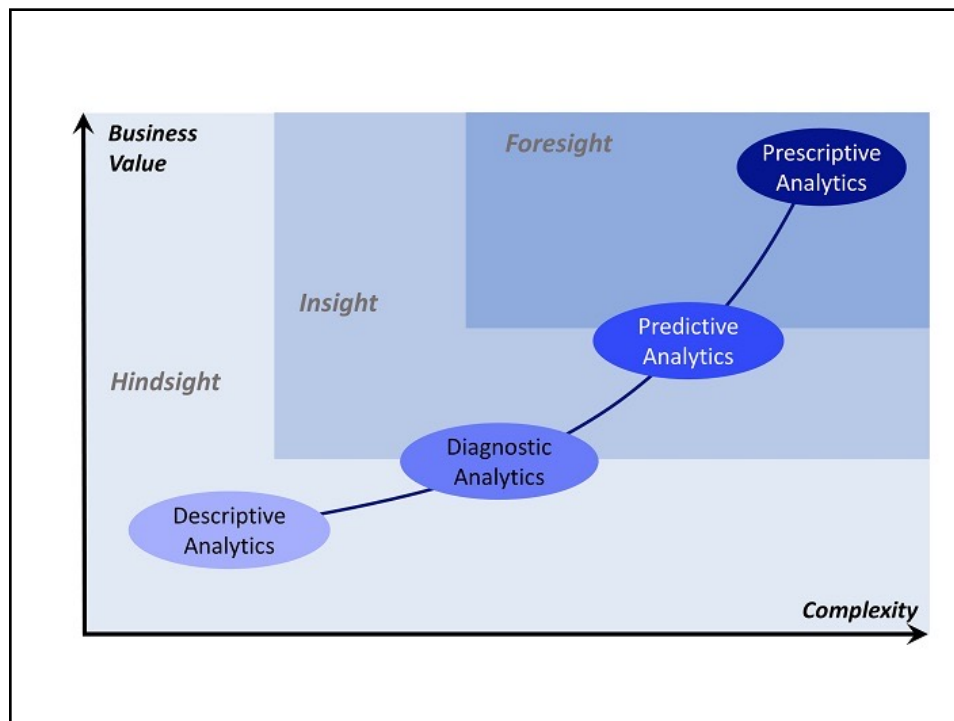 Business
Value
Foresight
Prescriptive
Analytics
Insight
Predictive
Analytics
Hindsight
Diagnostic
Analytics
Descriptive
Analytics
Complexity